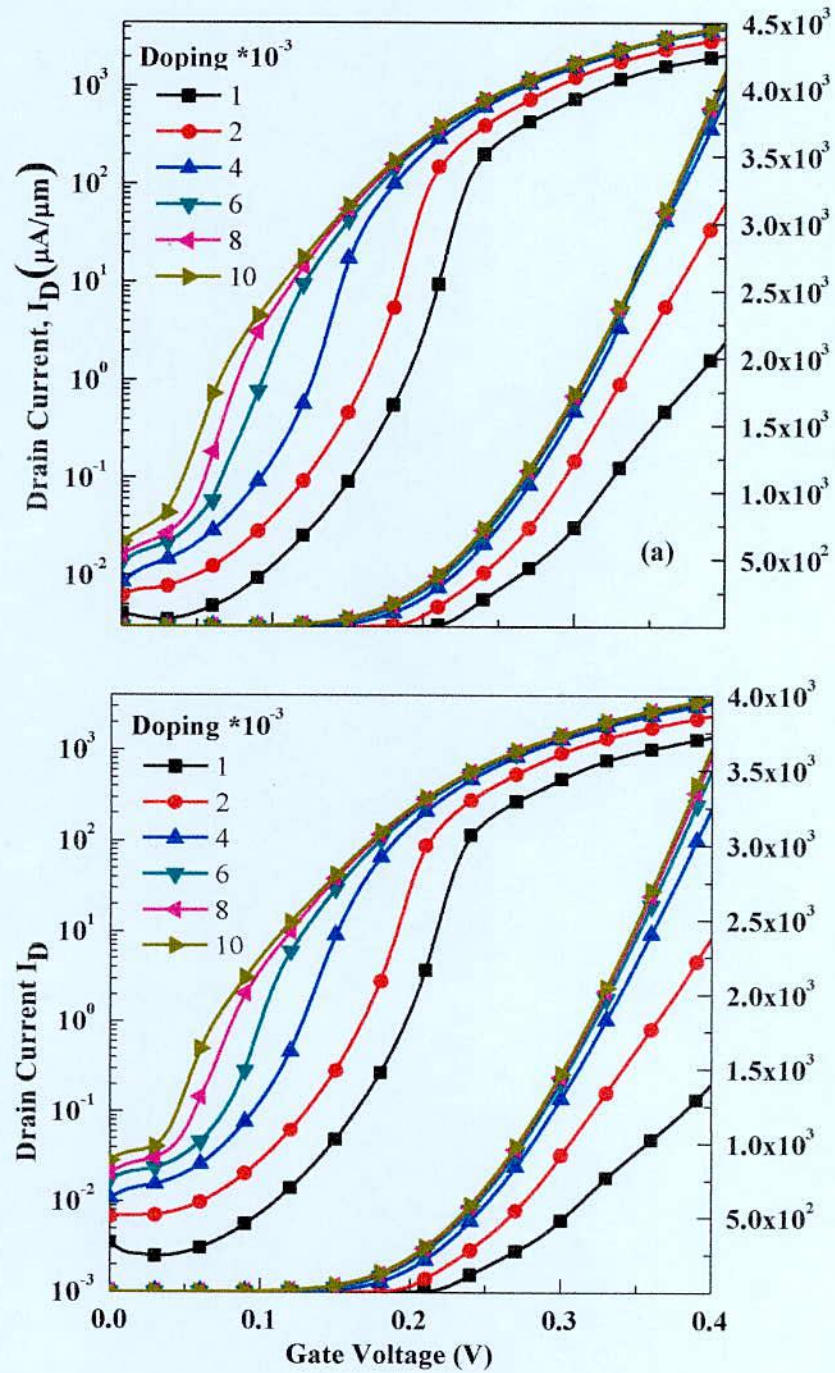 Doping *10-3
1
2
4
6
8
10
Drain Current, ID(μA/μm)
103
102
101
100
10-1
10-2
4.5x103
4.0x103
3.5x103
3.0x103
2.5x103
2.0x103
1.5x103
1.0x103
5.0x102
(a)
Doping *10-3
1
2
4
6
8
10
Drain Current ID
103
102
101
100
10-1
10-2
10-3
4.0x103
3.5x103
3.0x103
2.5x103
2.0x103
1.5x103
1.0x103
5.0x102
0.0 0.1 0.2 0.3 0.4
Gate Voltage (V)